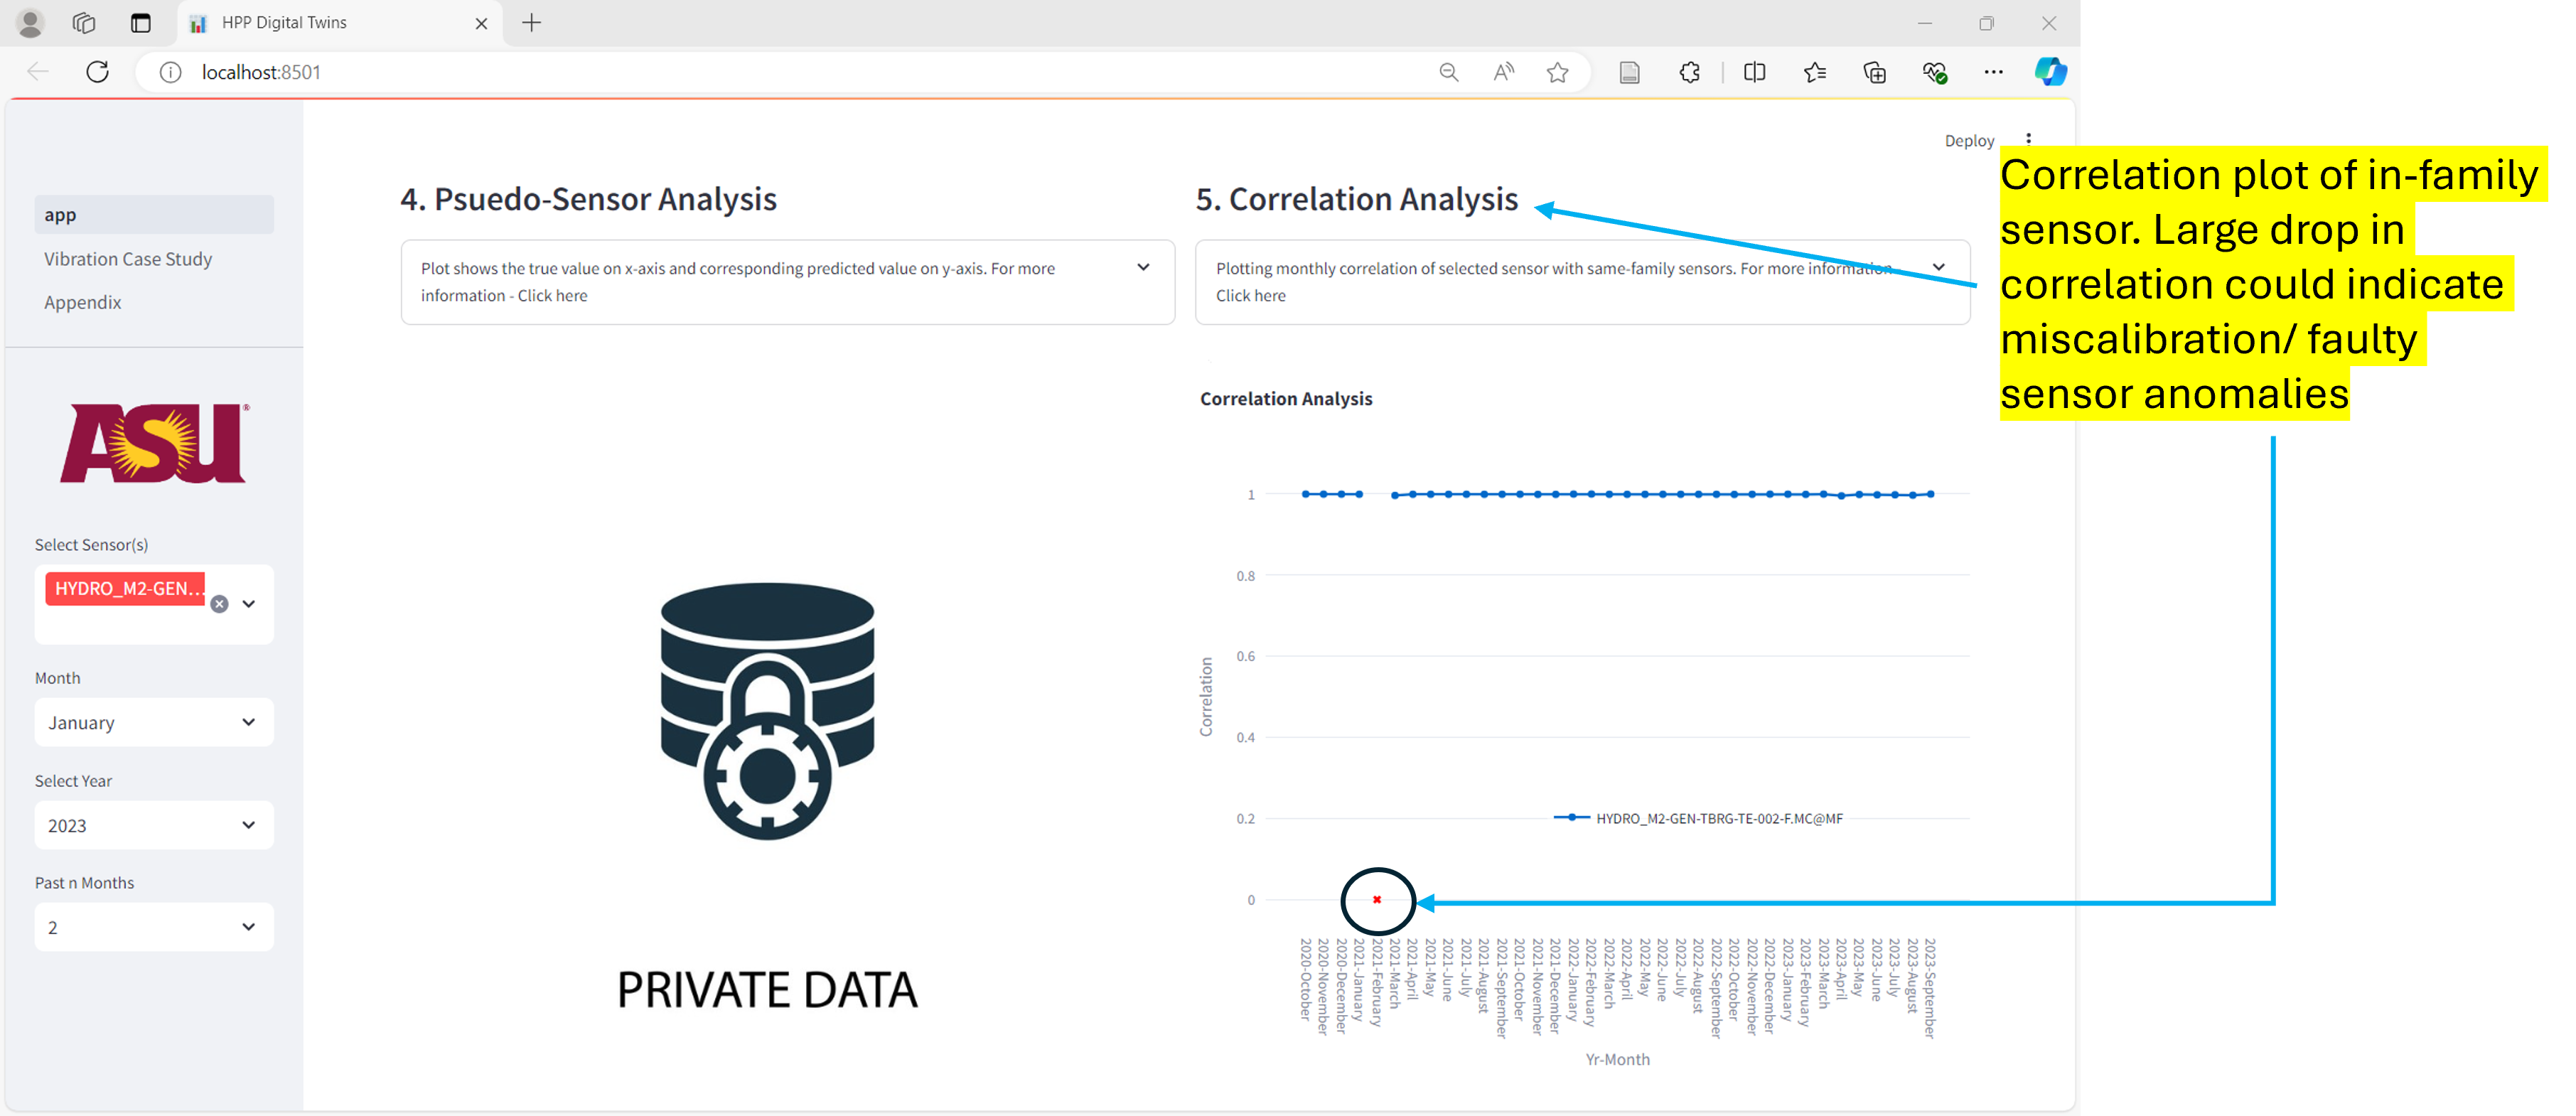 HPP Digital Twins
localhost:8501
Deploy
app
Vibration Case Study
Appendix
ASU®
Select Sensor(s)
HYDRO_M2-GEN...
Month
January
Select Year
2023
Past n Months
2
4. Psuedo-Sensor Analysis
Plot shows the true value on x-axis and corresponding predicted value on y-axis. For more
information - Click here
PRIVATE DATA
5. Correlation Analysis
Plotting monthly correlation of selected sensor with same-family sensors. For more information -
Click here
Correlation Analysis
1
0.8
0.6
0.4
0.2
0
Correlation
HYDRO_M2-GEN-TBRG-TE-002-F.MC@MF
2020-October
2020-November
2020-December
2021-January
2021-February
2021-March
2021-April
2021-May
2021-June
2021-July
2021-August
2021-September
2021-October
2021-November
2021-December
2022-January
2022-February
2022-March
2022-April
2022-May
2022-June
2022-July
2022-August
2022-September
2022-October
2022-November
2022-December
2023-January
2023-February
2023-March
2023-April
2023-May
2023-June
2023-July
2023-August
2023-September
Yr-Month
Correlation plot of in-family
sensor. Large drop in
correlation could indicate
miscalibration/ faulty
sensor anomalies